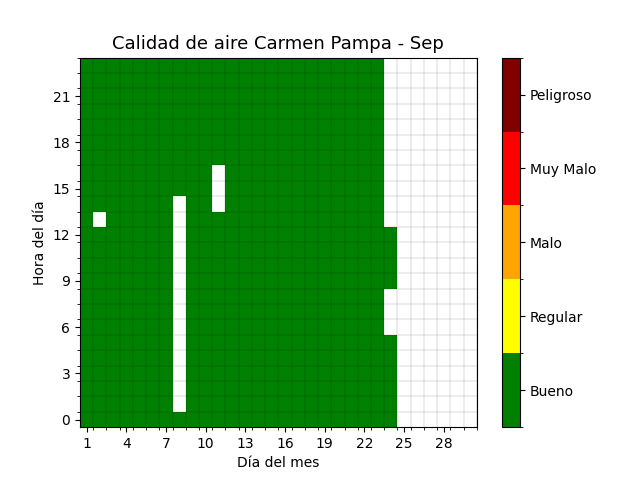 Calidad de aire Carmen Pampa - Sep
Hora del día
21
18
15
12
9
6
3
0
1 4 7 10 13 16 19 22 25 28
Día del mes
Peligroso
Muy Malo
Malo
Regular
Bueno